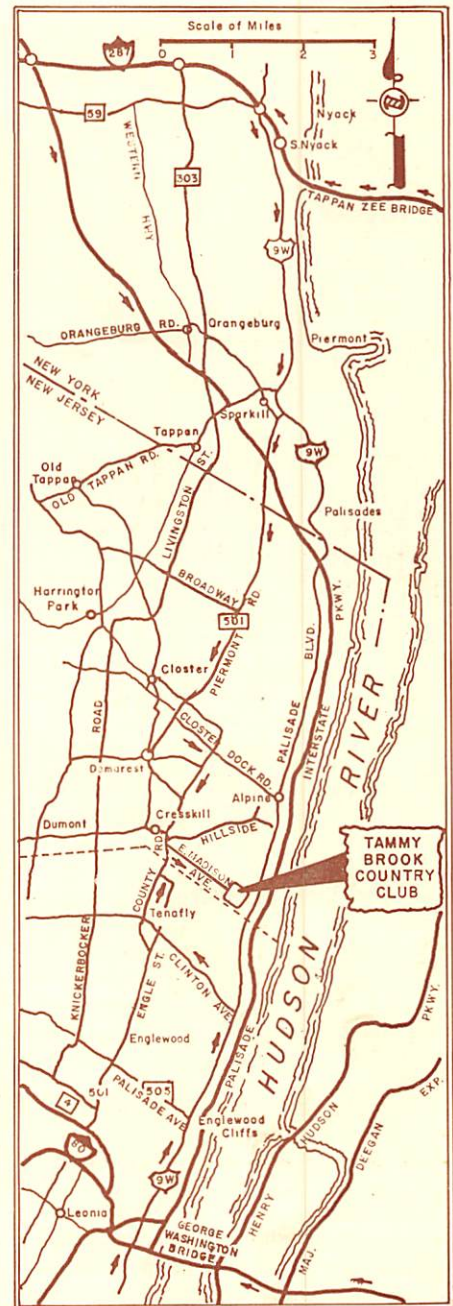 Scale of Miles
0 1 2 3
287
59
WESTERN HWY
303
Nyack
S. Nyack
N
TAPPAN ZEE BRIDGE
9W
ORANGEBURG RD.
Orangeburg
Piermont
NEW YORK
NEW JERSEY
Sparkill
Tappan
9W
Old Tappan
OLD TAPPAN RD.
LIVINGSTON ST.
Palisades
BROADWAY
Harrington Park
501
PIERMONT RD
PALISADE BLVD.
INTERSTATE PKWY.
Closter
CLOSTER DOCK RD.
ROAD
RIVER
Demarest
Alpine
Dumont
Cresskill
HILLSIDE
E. MADISON AVE.
TAMMY
BROOK
COUNTRY
CLUB
COUNTY RD
Tenafly
HUDSON
KNICKERBOCKER
ENGLE ST.
CLINTON AVE
PKWY.
Englewood
PALISADE
EXP.
501
505
PALISADE AVE
4
Englewood Cliffs
HUDSON
DEEGAN
80
9W
HENRY
Leonia
GEORGE
WASHINGTON
BRIDGE
MAJ.